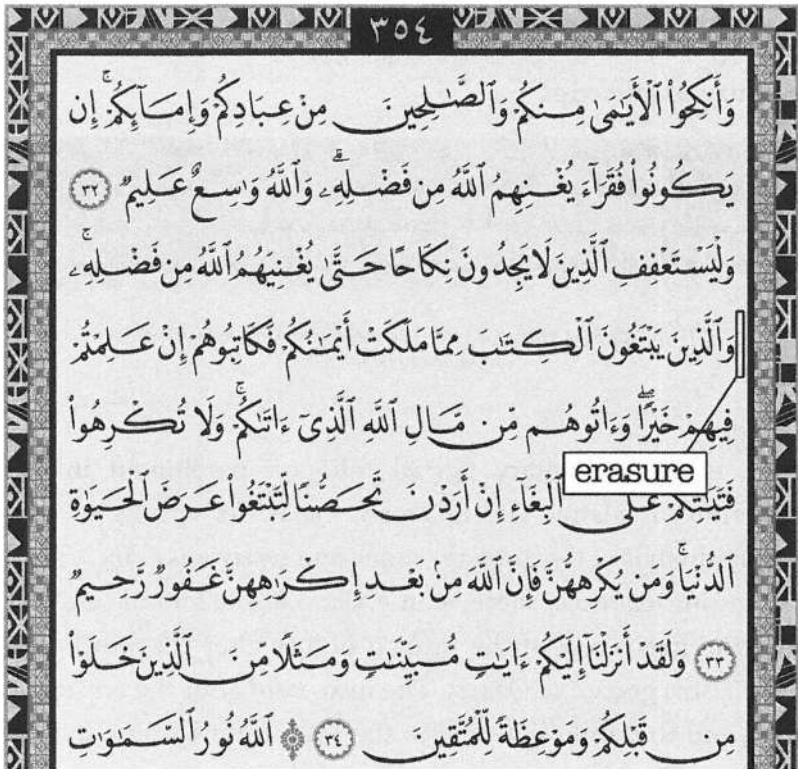 ٣٥٤
وَأَنكِحُوا۟ ٱلْأَيَـٰمَىٰ مِنكُمْ وَٱلصَّـٰلِحِينَ مِنْ عِبَادِكُمْ وَإِمَآئِكُمْ ۚ إِن
يَكُونُوا۟ فُقَرَآءَ يُغْنِهِمُ ٱللَّهُ مِن فَضْلِهِۦ ۗ وَٱللَّهُ وَٰسِعٌ عَلِيمٌ ٣٢
وَلْيَسْتَعْفِفِ ٱلَّذِينَ لَا يَجِدُونَ نِكَاحًا حَتَّىٰ يُغْنِيَهُمُ ٱللَّهُ مِن فَضْلِهِۦ ۚ
وَٱلَّذِينَ يَبْتَغُونَ ٱلْكِتَـٰبَ مِمَّا مَلَكَتْ أَيْمَـٰنُكُمْ فَكَاتِبُوهُمْ إِنْ عَلِمْتُمْ
فِيهِمْ خَيْرًا ۖ وَءَاتُوهُم مِّن مَّالِ ٱللَّهِ ٱلَّذِىٓ ءَاتَىٰكُمْ ۚ وَلَا تُكْرِهُوا۟
erasure
فَتَيَـٰتِكُمْ عَلَى ٱلْبِغَآءِ إِنْ أَرَدْنَ تَحَصُّنًا لِّتَبْتَغُوا۟ عَرَضَ ٱلْحَيَوٰةِ
ٱلدُّنْيَا ۚ وَمَن يُكْرِههُّنَّ فَإِنَّ ٱللَّهَ مِنۢ بَعْدِ إِكْرَٰهِهِنَّ غَفُورٌ رَّحِيمٌ
٣٣ وَلَقَدْ أَنزَلْنَآ إِلَيْكُمْ ءَايَـٰتٍ مُّبَيِّنَـٰتٍ وَمَثَلًا مِّنَ ٱلَّذِينَ خَلَوْا۟
مِن قَبْلِكُمْ وَمَوْعِظَةً لِّلْمُتَّقِينَ ٣٤ ۞ ٱللَّهُ نُورُ ٱلسَّمَـٰوَٰتِ